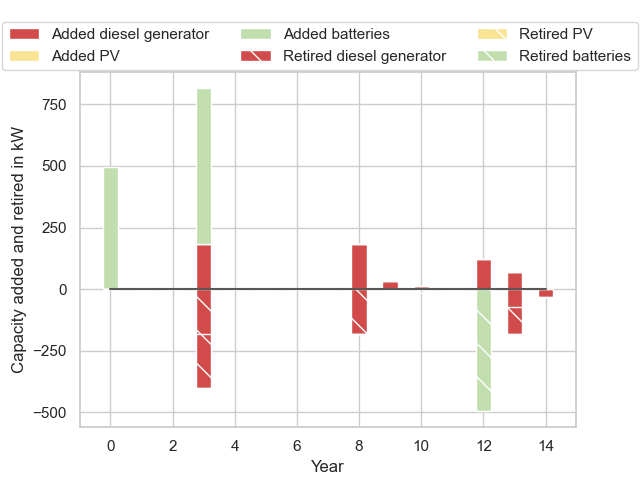 Added diesel generator
Added PV
Added batteries
Retired diesel generator
Retired PV
Retired batteries
Capacity added and retired in kW
750
500
250
0
−250
−500
0 2 4 6 8 10 12 14
Year